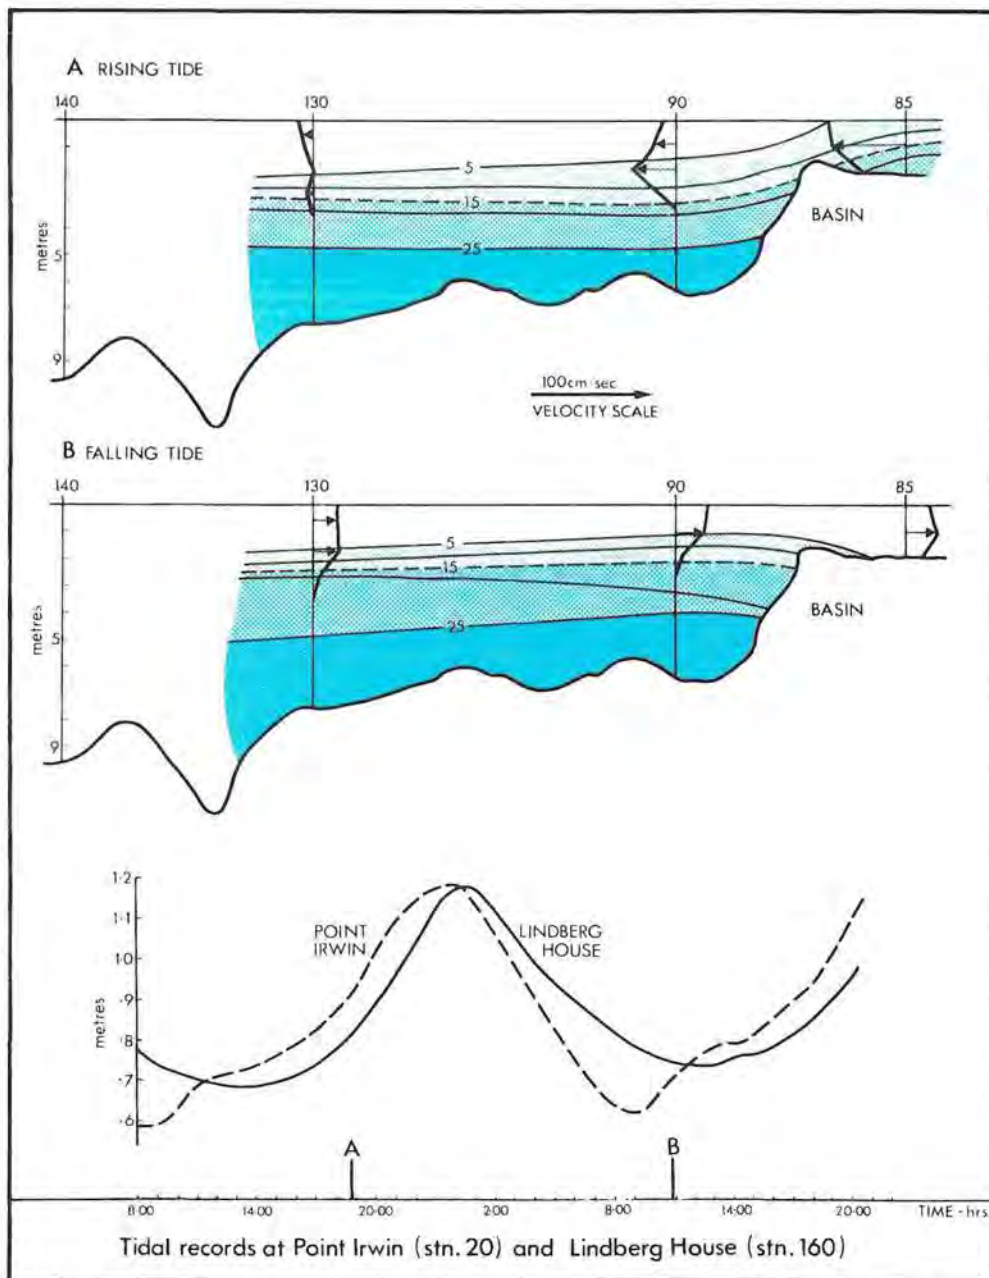 A RISING TIDE
140 130 90 85
5
15
25
metres
5
9
BASIN
100cm sec
VELOCITY SCALE
B FALLING TIDE
140 130 90 85
5
15
25
metres
5
9
BASIN
1·2
1·1
1·0
·9
·8
·7
·6
metres
POINT
IRWIN
LINDBERG
HOUSE
A B
8·00 14·00 20·00 2:00 8:00 14:00 20·00 TIME-hrs
Tidal records at Point Irwin (stn.20) and Lindberg House (stn.160)